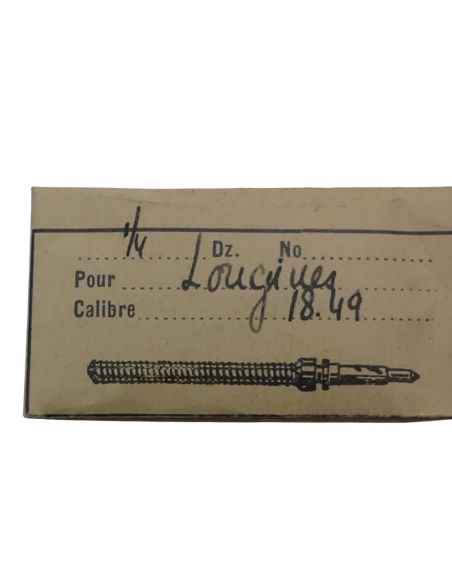 1/4 Dz. No
Pour Longines
Calibre 18.49